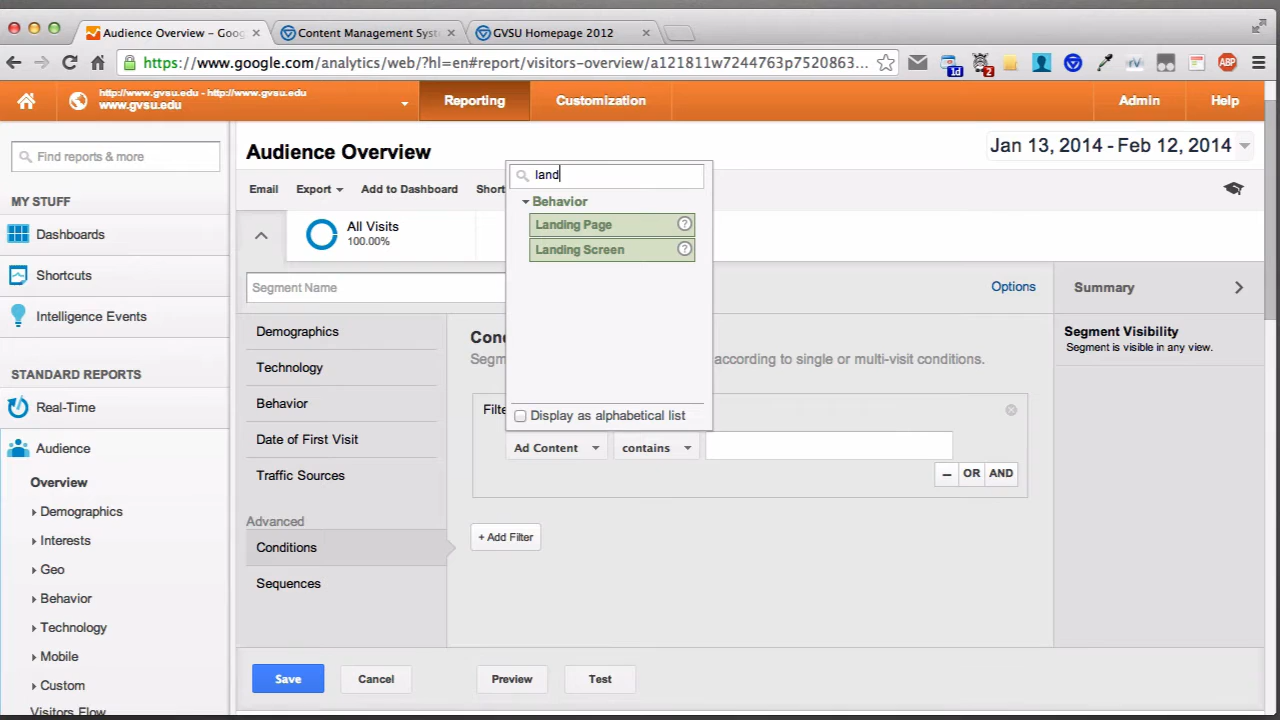 Audience Overview – Goog
Content Management Syst
GVSU Homepage 2012
https://www.google.com/analytics/web/?hl=en#report/visitors-overview/a121811w7244763p7520863...
1d
2
ABP
http://www.gvsu.edu - http://www.gvsu.edu
www.gvsu.edu
Reporting
Customization
Admin
Help
Find reports & more
MY STUFF
Dashboards
Shortcuts
Intelligence Events
STANDARD REPORTS
Real-Time
Audience
Overview
Demographics
Interests
Geo
Behavior
Technology
Mobile
Custom
Visitors Flow
Audience Overview
Jan 13, 2014 - Feb 12, 2014
Email
Export
Add to Dashboard
Short
All Visits
100.00%
Segment Name
Options
Summary
Segment Visibility
Segment is visible in any view.
Demographics
Technology
Behavior
Date of First Visit
Traffic Sources
Advanced
Conditions
Sequences
Con
Segm
according to single or multi-visit conditions.
land
Behavior
Landing Page
?
Landing Screen
?
Display as alphabetical list
Filte
Ad Content
contains
– OR AND
+ Add Filter
Save
Cancel
Preview
Test